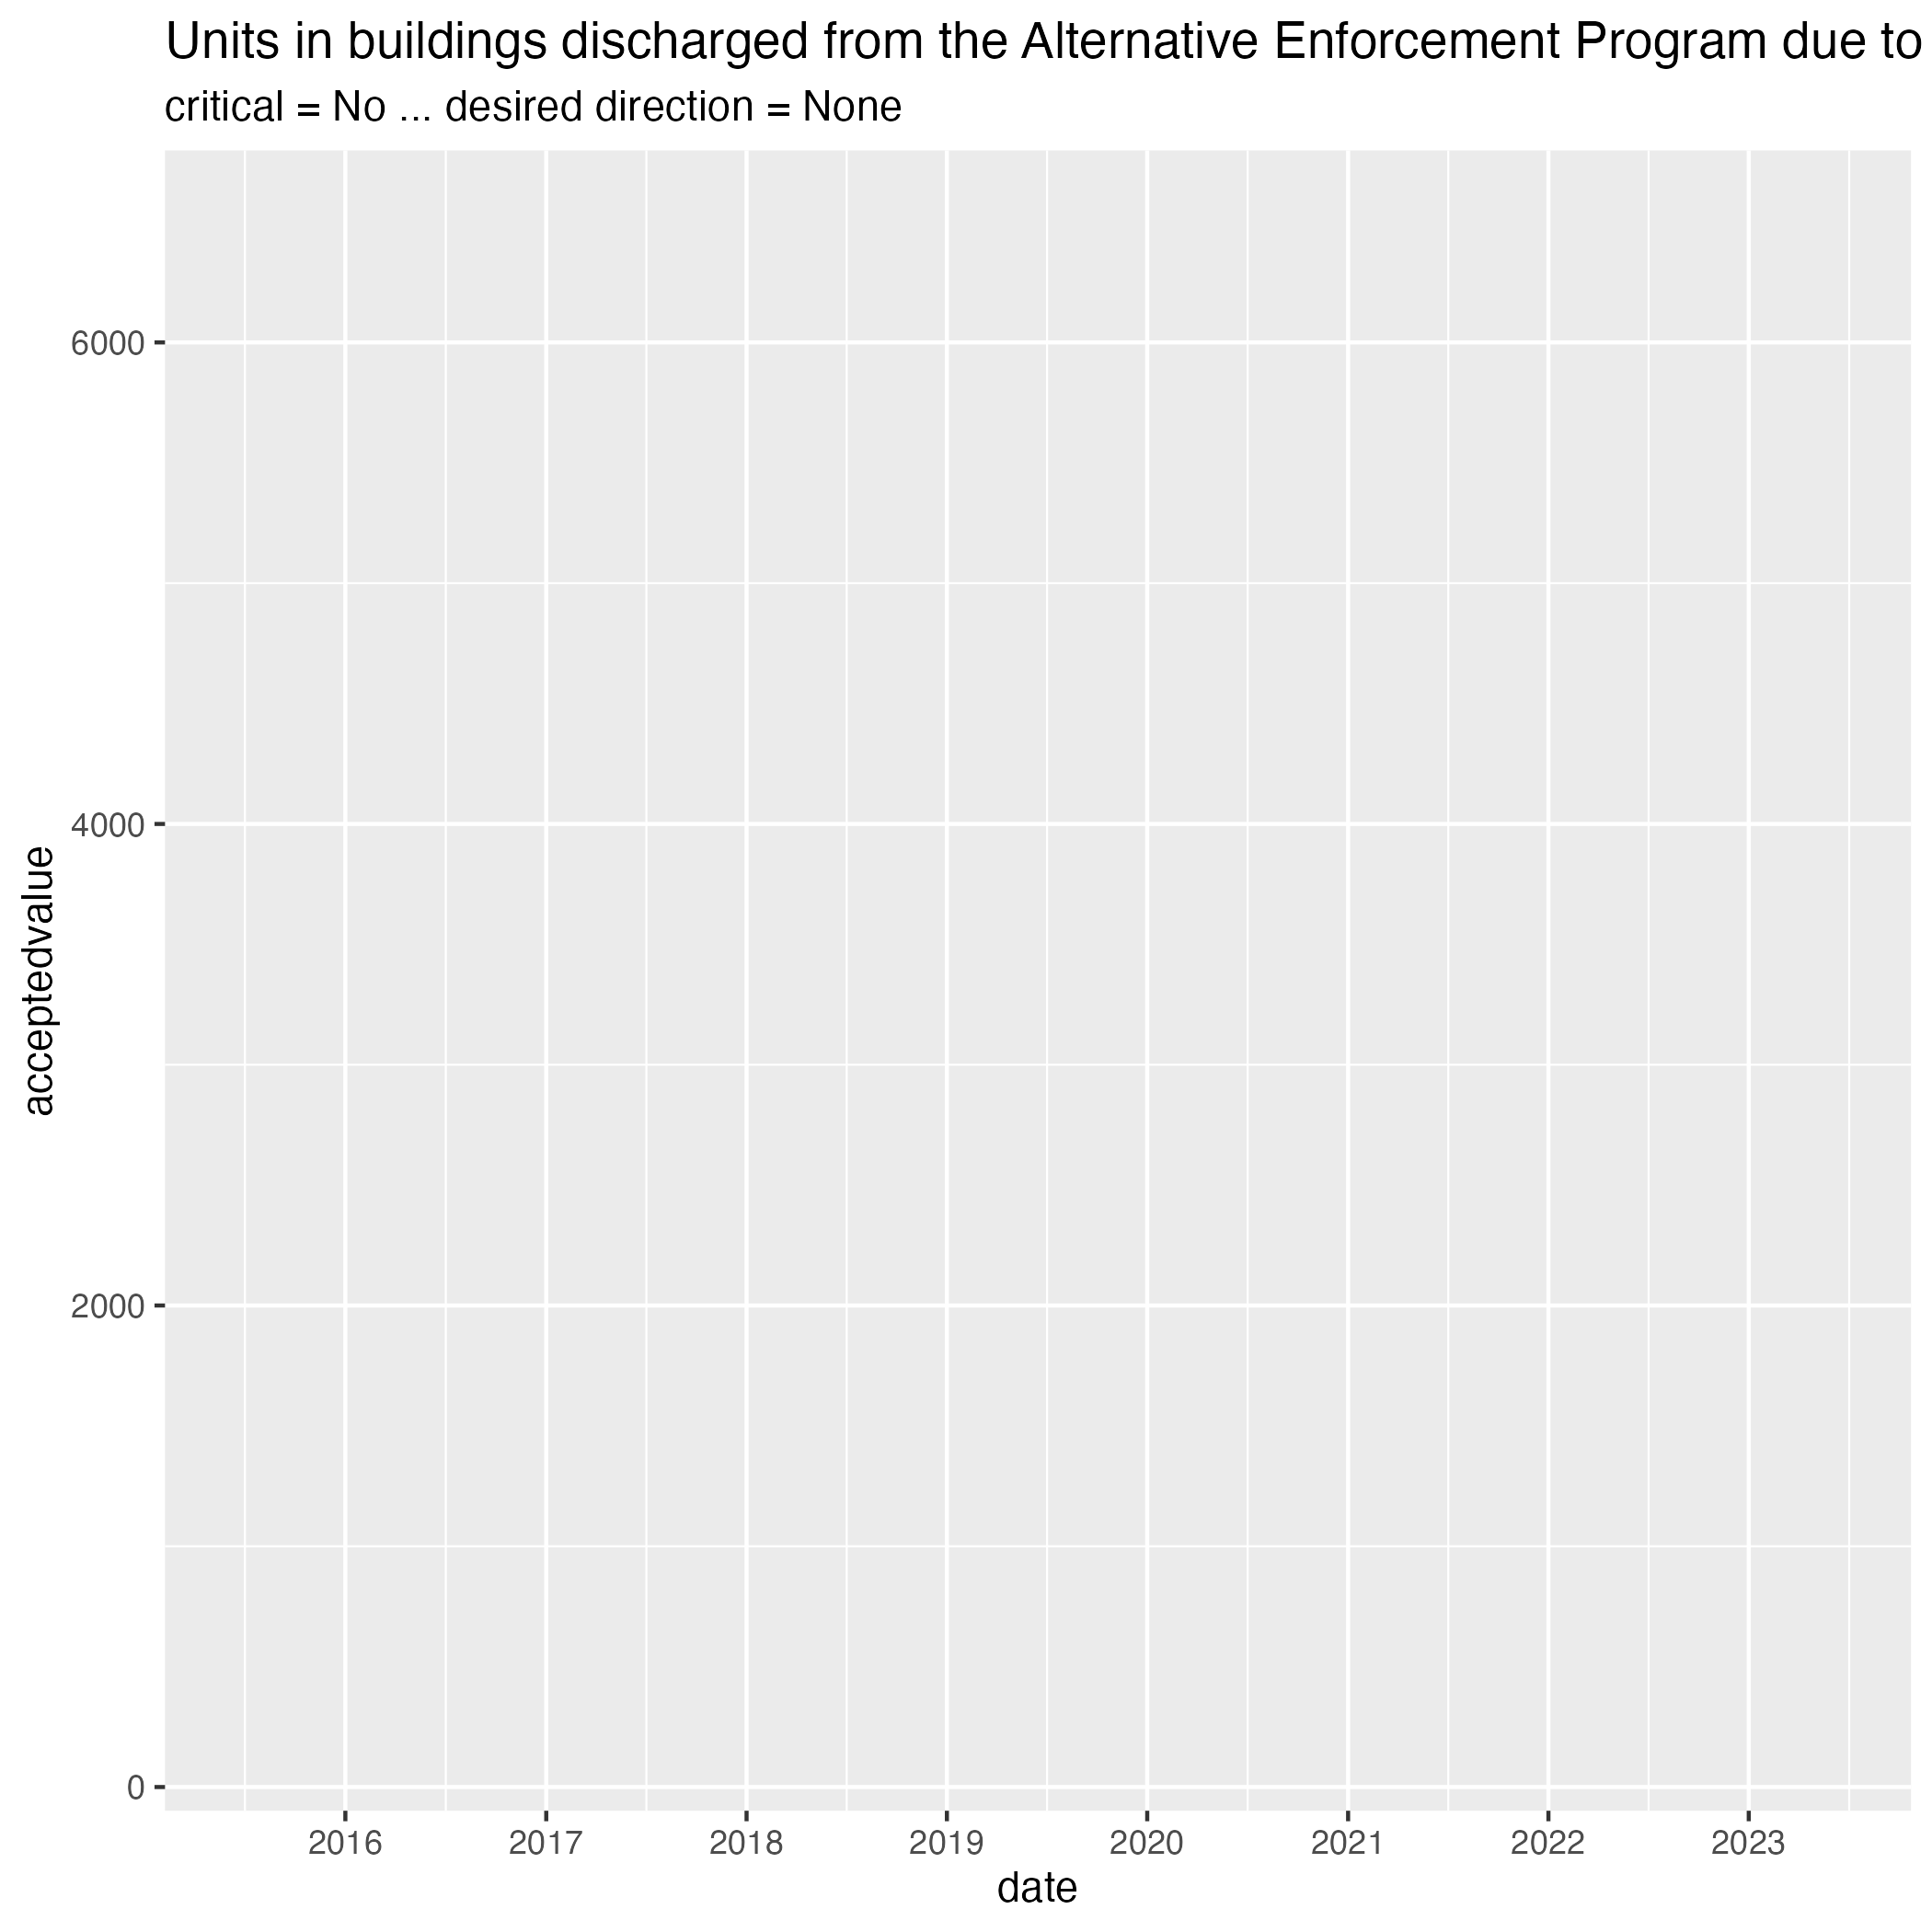 Units in buildings discharged from the Alternative Enforcement Program due to
critical = No ... desired direction = None
acceptedvalue
6000
4000
2000
0
2016 2017 2018 2019 2020 2021 2022 2023
date